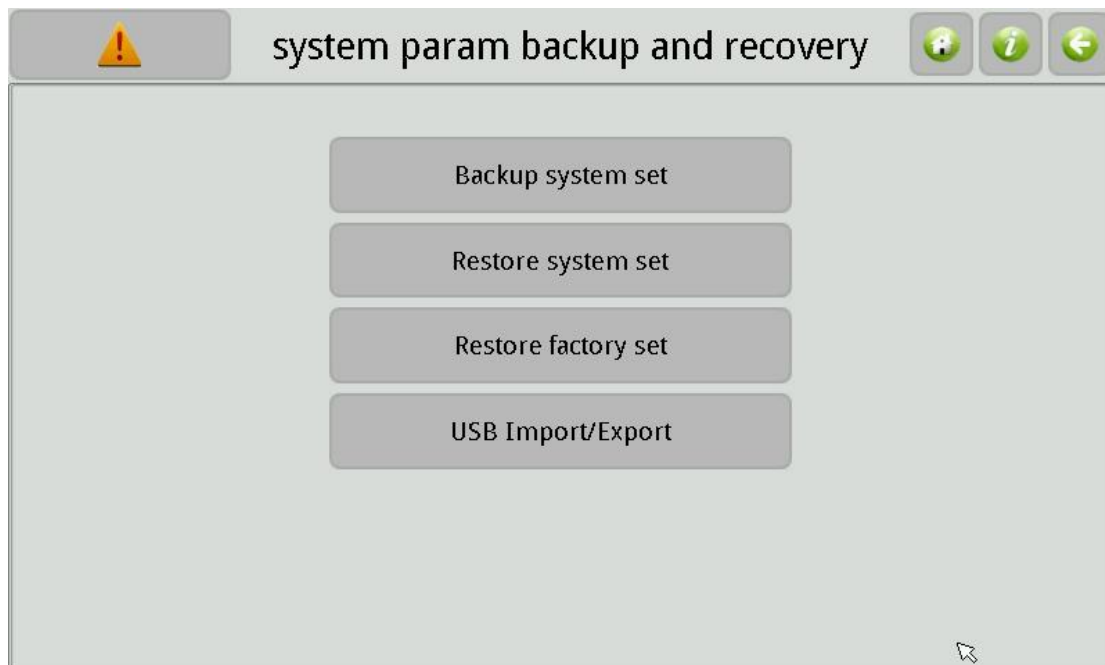 system param backup and recovery
Backup system set
Restore system set
Restore factory set
USB Import/Export